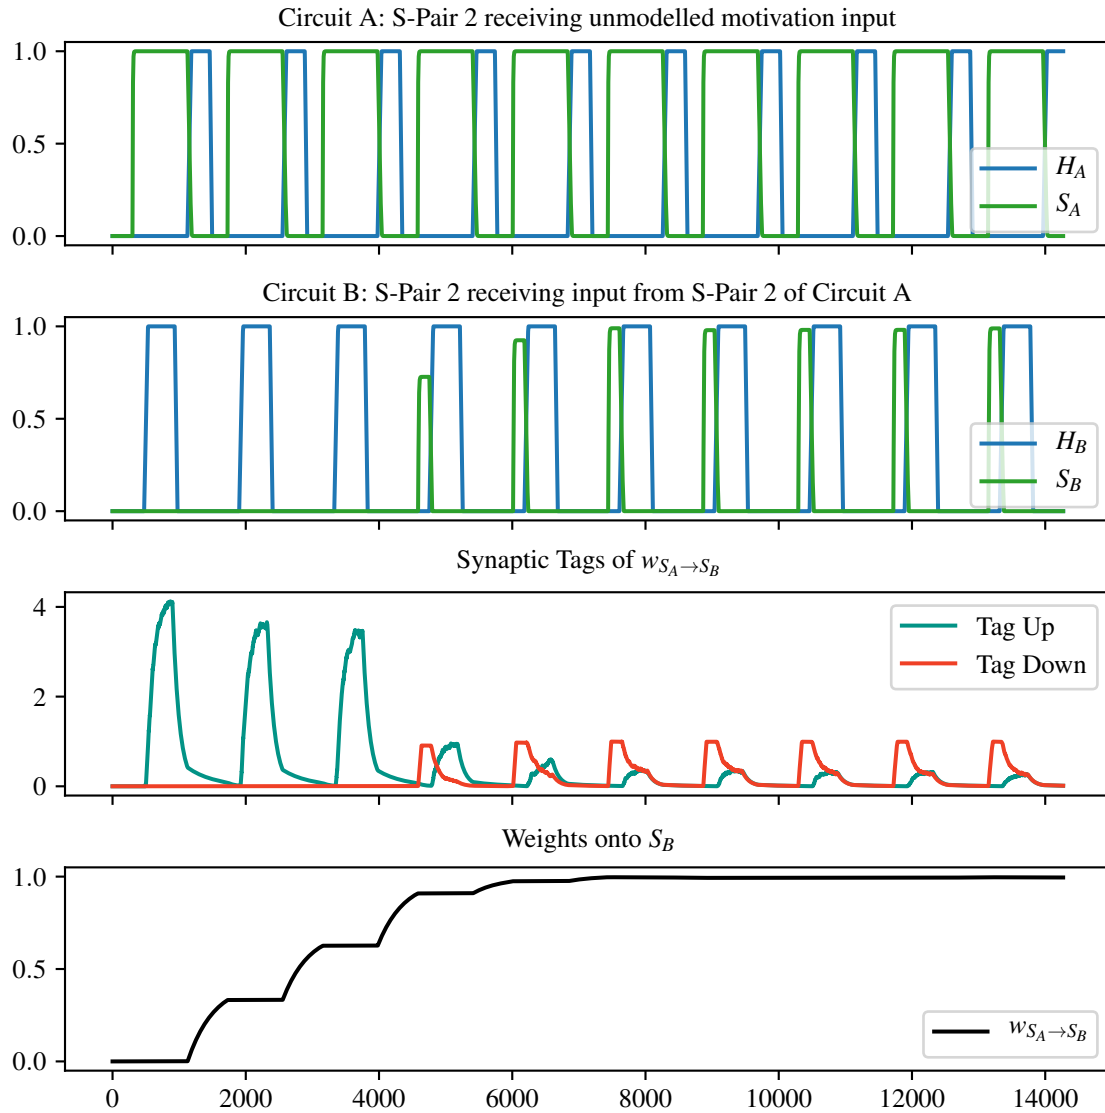 Circuit A: S-Pair 2 receiving unmodelled motivation input
1.0
0.5
0.0
H_A
S_A
Circuit B: S-Pair 2 receiving input from S-Pair 2 of Circuit A
1.0
0.5
0.0
H_B
S_B
Synaptic Tags of w_{S_A→S_B}
4
2
0
Tag Up
Tag Down
Weights onto S_B
1.0
0.5
0.0
w_{S_A→S_B}
0 2000 4000 6000 8000 10000 12000 14000